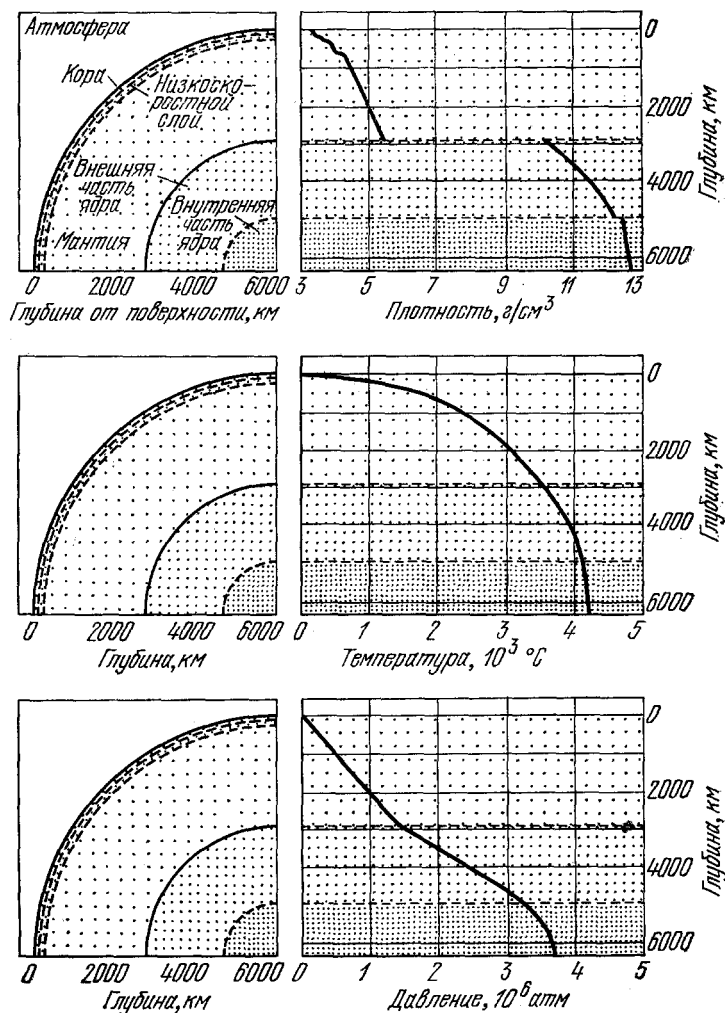 Атмосфера
Кора
Низкоско-
ростной
слой
Внешняя
часть
ядра
Внутренняя
часть
ядра
Мантия
0 2000 4000 6000
Глубина от поверхности, км
0
2000
4000
6000
Глубина, км
3 5 7 9 11 13
Плотность, г/см³
0 2000 4000 6000
Глубина, км
0
2000
4000
6000
Глубина, км
0 1 2 3 4 5
Температура, 10³ °С
0 2000 4000 6000
Глубина, км
0
2000
4000
6000
Глубина, км
0 1 2 3 4 5
Давление, 10⁶ атм